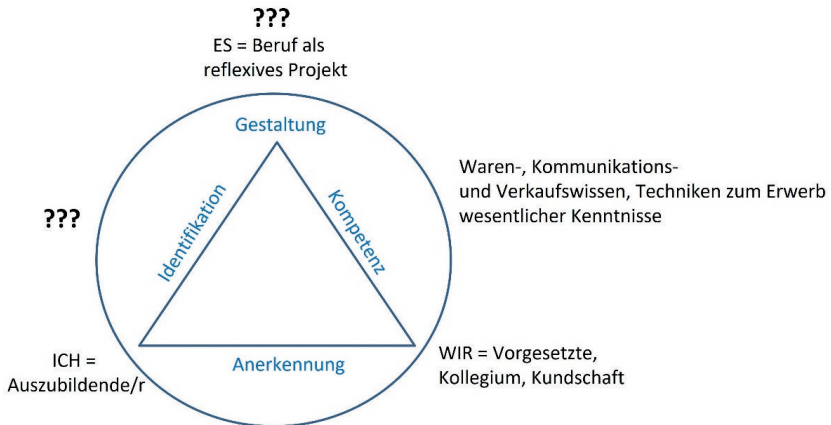 ???
ES = Beruf als
reflexives Projekt
Gestaltung
Waren-, Kommunikations-
und Verkaufswissen, Techniken zum Erwerb
wesentlicher Kenntnisse
???
Identifikation
Kompetenz
ICH =
Auszubildende/r
Anerkennung
WIR = Vorgesetzte,
Kollegium, Kundschaft